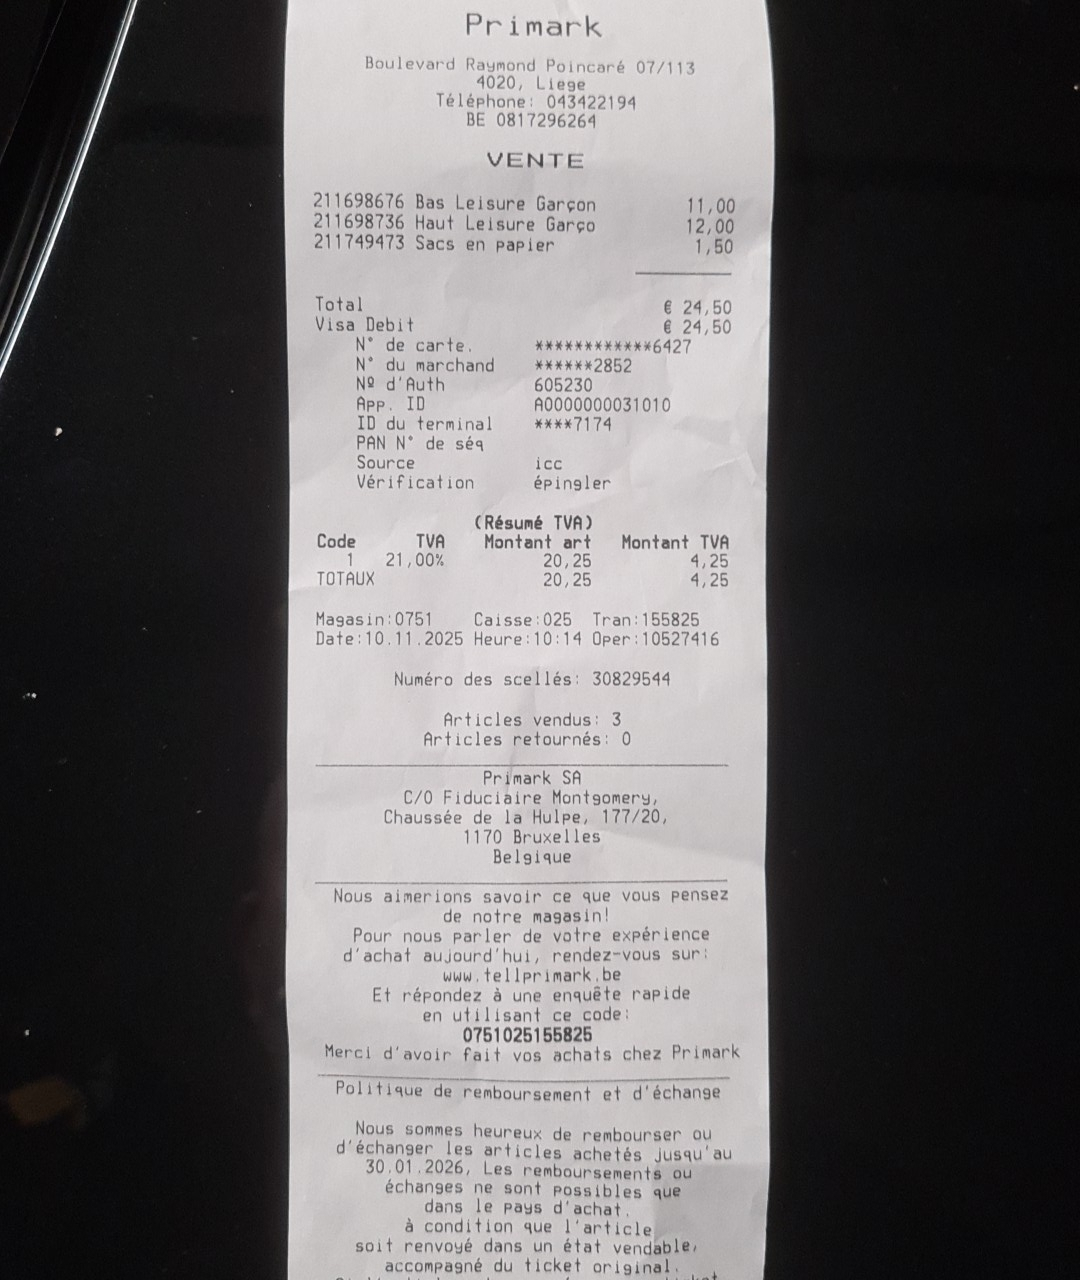 Primark
Boulevard Raymond Poincaré 07/113
4020, Liege
Téléphone: 043422194
BE 0817296264
VENTE
211698676 Bas Leisure Garçon 11,00
211698736 Haut Leisure Garço 12,00
211749473 Sacs en papier 1,50
Total € 24,50
Visa Debit € 24,50
N° de carte. ************6427
N° du marchand ******2852
Nº d'Auth 605230
App. ID A0000000031010
ID du terminal ****7174
PAN N° de séq
Source icc
Vérification épingler
(Résumé TVA)
Code TVA Montant art Montant TVA
1 21,00% 20,25 4,25
TOTAUX 20,25 4,25
Magasin:0751 Caisse:025 Tran:155825
Date:10.11.2025 Heure:10:14 Oper:10527416
Numéro des scellés: 30829544
Articles vendus: 3
Articles retournés: 0
Primark SA
C/O Fiduciaire Montgomery,
Chaussée de la Hulpe, 177/20,
1170 Bruxelles
Belgique
Nous aimerions savoir ce que vous pensez
de notre magasin!
Pour nous parler de votre expérience
d'achat aujourd'hui, rendez-vous sur:
www.tellprimark.be
Et répondez à une enquête rapide
en utilisant ce code:
0751025155825
Merci d'avoir fait vos achats chez Primark
Politique de remboursement et d'échange
Nous sommes heureux de rembourser ou
d'échanger les articles achetés jusqu'au
30.01.2026, Les remboursements ou
échanges ne sont possibles que
dans le pays d'achat.
à condition que l'article
soit renvoyé dans un état vendable,
accompagné du ticket original.